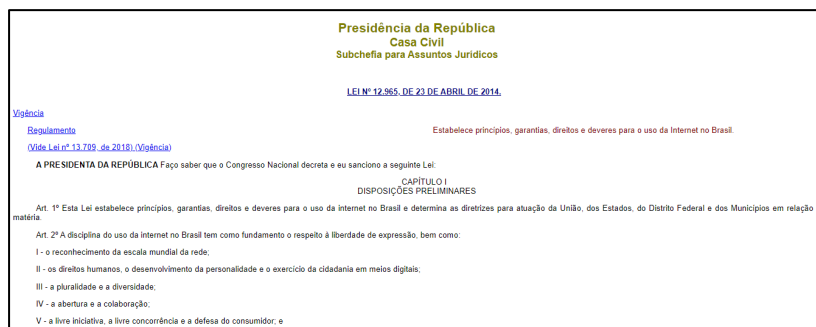 Presidência da República
Casa Civil
Subchefia para Assuntos Jurídicos
LEI Nº 12.965, DE 23 DE ABRIL DE 2014.
Vigência
Regulamento
Estabelece princípios, garantias, direitos e deveres para o uso da Internet no Brasil.
(Vide Lei nº 13.709, de 2018) (Vigência)
A PRESIDENTA DA REPÚBLICA Faço saber que o Congresso Nacional decreta e eu sanciono a seguinte Lei:
CAPÍTULO I
DISPOSIÇÕES PRELIMINARES
Art. 1º Esta Lei estabelece princípios, garantias, direitos e deveres para o uso da internet no Brasil e determina as diretrizes para atuação da União, dos Estados, do Distrito Federal e dos Municípios em relação à
matéria.
Art. 2º A disciplina do uso da internet no Brasil tem como fundamento o respeito à liberdade de expressão, bem como:
I - o reconhecimento da escala mundial da rede;
II - os direitos humanos, o desenvolvimento da personalidade e o exercício da cidadania em meios digitais;
III - a pluralidade e a diversidade;
IV - a abertura e a colaboração;
V - a livre iniciativa, a livre concorrência e a defesa do consumidor; e